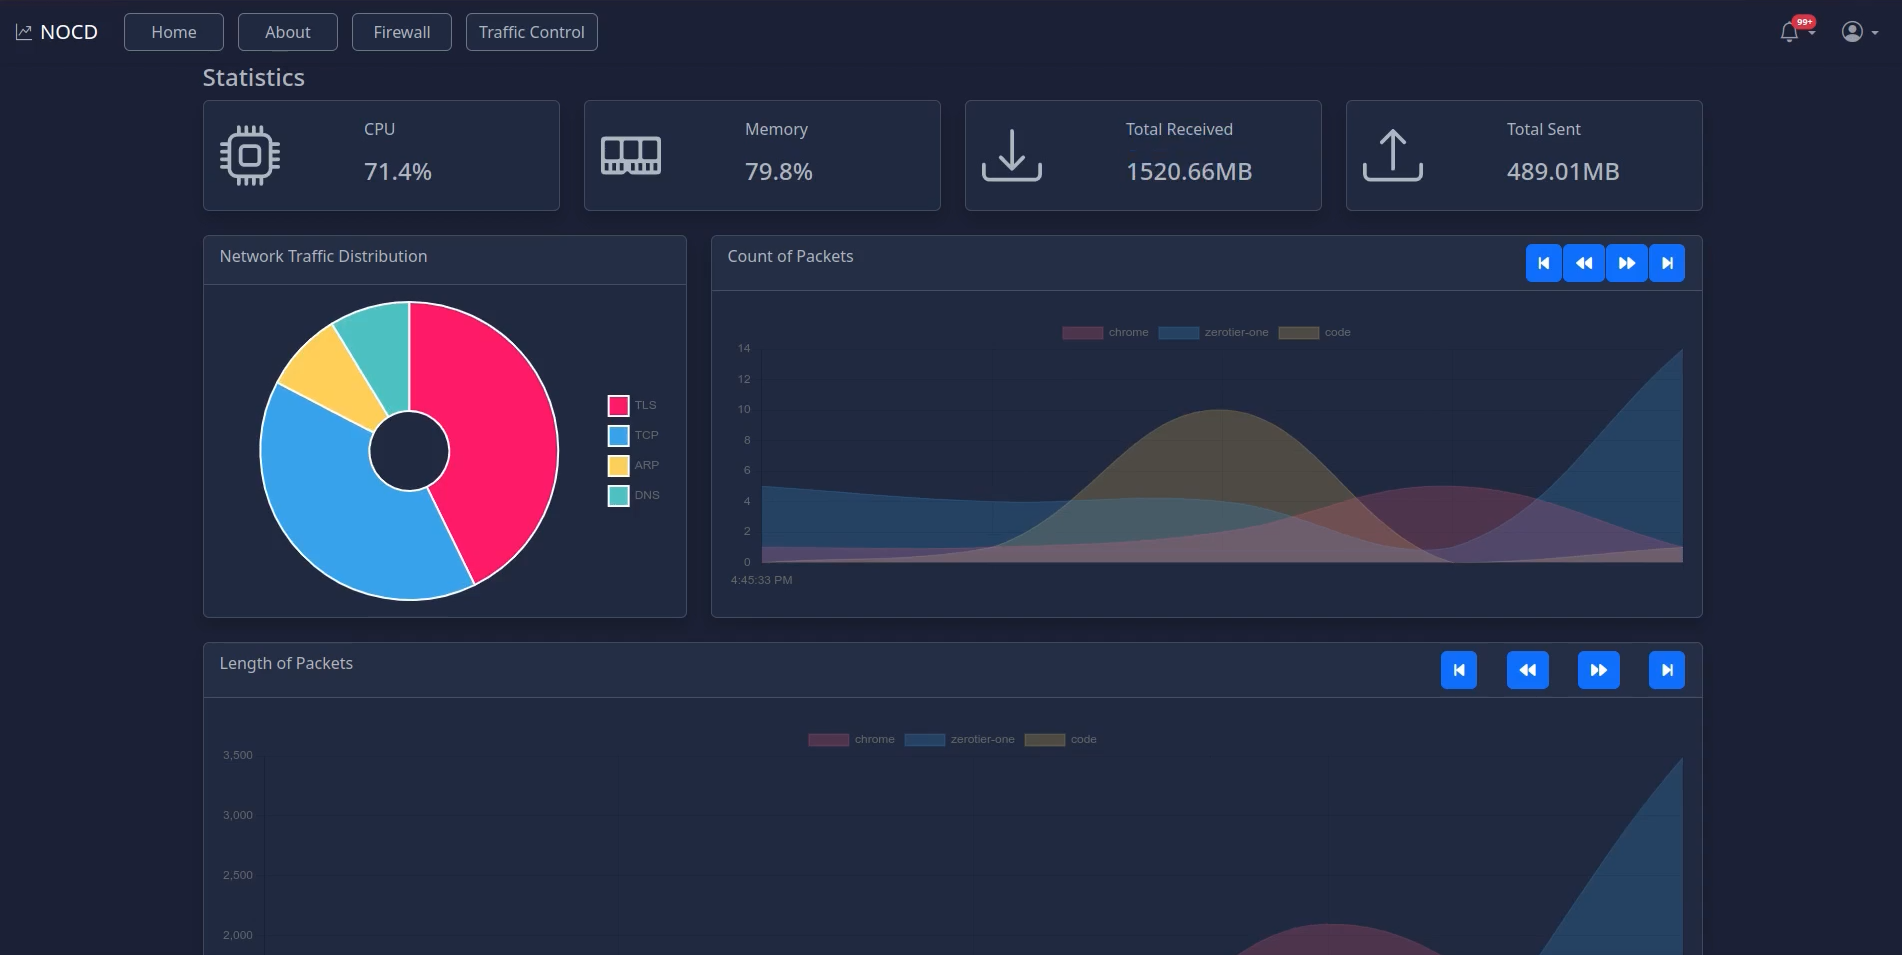 NOCD Home About Firewall Traffic Control 99+
Statistics
CPU
71.4%
Memory
79.8%
Total Received
1520.66MB
Total Sent
489.01MB
Network Traffic Distribution
TLS
TCP
ARP
DNS
Count of Packets
chrome zerotier-one code
14
12
10
8
6
4
2
0
4:45:33 PM
Length of Packets
chrome zerotier-one code
3,500
3,000
2,500
2,000